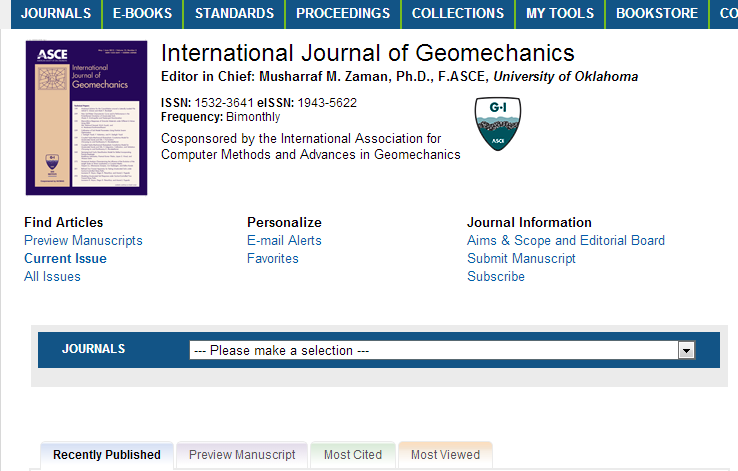 JOURNALS E-BOOKS STANDARDS PROCEEDINGS COLLECTIONS MY TOOLS BOOKSTORE CO
ASCE
International
Journal of
Geomechanics
International Journal of Geomechanics
Editor in Chief: Musharraf M. Zaman, Ph.D., F.ASCE, University of Oklahoma
ISSN: 1532-3641 eISSN: 1943-5622
Frequency: Bimonthly
Cosponsored by the International Association for
Computer Methods and Advances in Geomechanics
G-I
ASCE
Find Articles
Preview Manuscripts
Current Issue
All Issues
Personalize
E-mail Alerts
Favorites
Journal Information
Aims & Scope and Editorial Board
Submit Manuscript
Subscribe
JOURNALS --- Please make a selection ---
Recently Published Preview Manuscript Most Cited Most Viewed